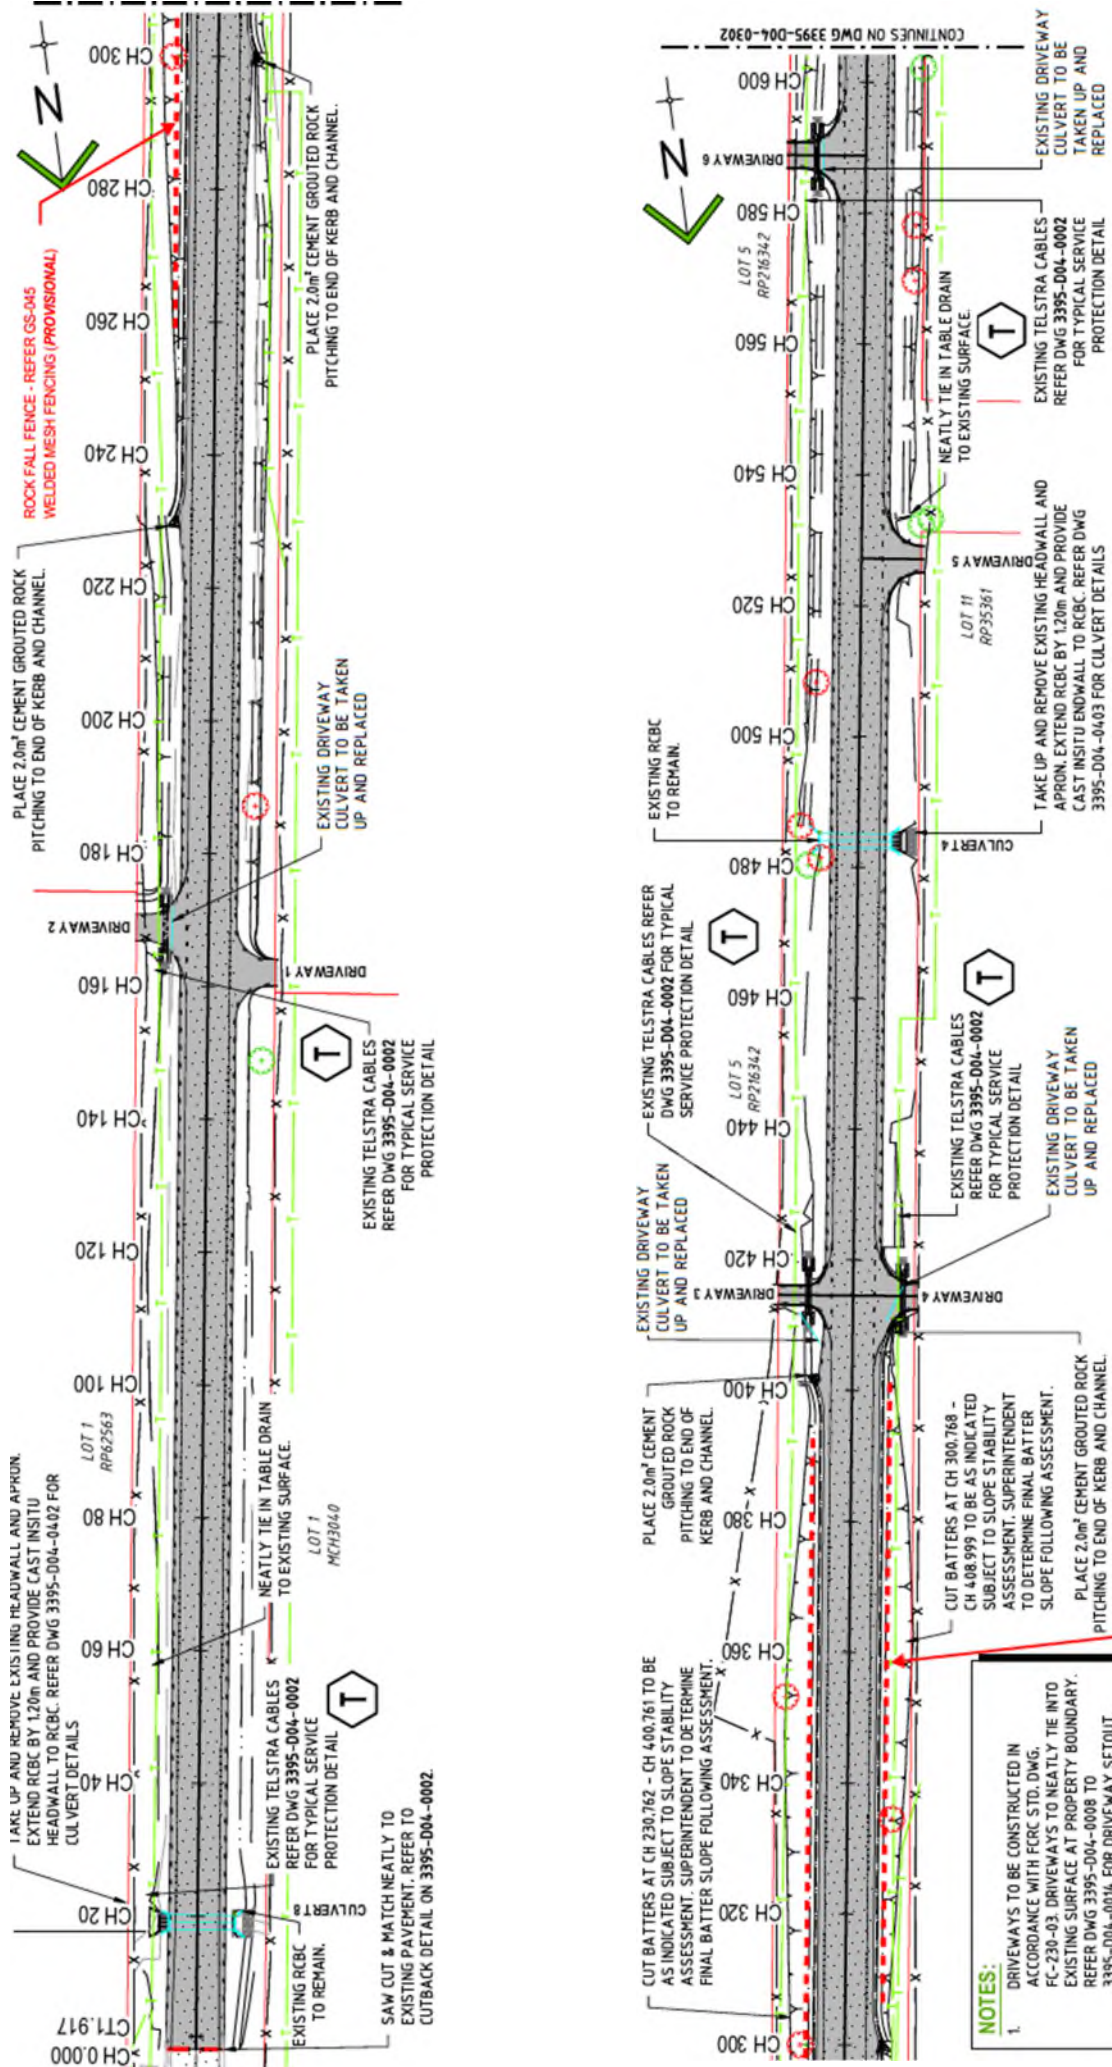 CH 300
CH 280
CH 260
CH 240
CH 220
CH 200
CH 180
CH 160
CH 140
CH 120
CH 100
CH 80
CH 60
CH 40
CH 20
CT1.917
CH 0.000
N
ROCK FALL FENCE - REFER GS-045
WELDED MESH FENCING (PROVISIONAL)
PLACE 2.0m² CEMENT GROUTED ROCK
PITCHING TO END OF KERB AND CHANNEL.
PLACE 2.0m² CEMENT GROUTED ROCK
PITCHING TO END OF KERB AND CHANNEL.
DRIVEWAY 2
EXISTING DRIVEWAY
CULVERT TO BE TAKEN
UP AND REPLACED
DRIVEWAY 1
T
EXISTING TELSTRA CABLES
REFER DWG 3395-D04-0002
FOR TYPICAL SERVICE
PROTECTION DETAIL
LOT 1
RP62563
TAKE UP AND REMOVE EXISTING HEADWALL AND APRON.
EXTEND RCBC BY 1.20m AND PROVIDE CAST INSITU
HEADWALL TO RCBC. REFER DWG 3395-D04-0402 FOR
CULVERT DETAILS
NEATLY TIE IN TABLE DRAIN
TO EXISTING SURFACE.
LOT 1
MCH3040
EXISTING TELSTRA CABLES
REFER DWG 3395-D04-0002
FOR TYPICAL SERVICE
PROTECTION DETAIL
T
CULVERT 8
EXISTING RCBC
TO REMAIN.
SAW CUT & MATCH NEATLY TO
EXISTING PAVEMENT. REFER TO
CUTBACK DETAIL ON 3395-D04-0002.
CONTINUES ON DWG 3395-D04-0302
N
CH 600
CH 580
CH 560
CH 540
CH 520
CH 500
CH 480
CH 460
CH 440
CH 420
CH 400
CH 380
CH 360
CH 340
CH 320
CH 300
DRIVEWAY 6
EXISTING DRIVEWAY
CULVERT TO BE
TAKEN UP AND
REPLACED
LOT 5
RP216342
T
EXISTING TELSTRA CABLES
REFER DWG 3395-D04-0002
FOR TYPICAL SERVICE
PROTECTION DETAIL
NEATLY TIE IN TABLE DRAIN
TO EXISTING SURFACE.
DRIVEWAY 5
LOT 11
RP35361
EXISTING RCBC
TO REMAIN.
CULVERT 4
TAKE UP AND REMOVE EXISTING HEADWALL AND
APRON. EXTEND RCBC BY 1.20m AND PROVIDE
CAST INSITU ENDWALL TO RCBC. REFER DWG
3395-D04-0403 FOR CULVERT DETAILS
EXISTING TELSTRA CABLES REFER
DWG 3395-D04-0002 FOR TYPICAL
SERVICE PROTECTION DETAIL
T
LOT 5
RP216342
EXISTING TELSTRA CABLES
REFER DWG 3395-D04-0002
FOR TYPICAL SERVICE
PROTECTION DETAIL
T
EXISTING DRIVEWAY
CULVERT TO BE TAKEN
UP AND REPLACED
DRIVEWAY 3
DRIVEWAY 4
EXISTING DRIVEWAY
CULVERT TO BE TAKEN
UP AND REPLACED
PLACE 2.0m² CEMENT
GROUTED ROCK
PITCHING TO END OF
KERB AND CHANNEL.
PLACE 2.0m² CEMENT GROUTED ROCK
PITCHING TO END OF KERB AND CHANNEL.
CUT BATTERS AT CH 300.768 -
CH 408.999 TO BE AS INDICATED
SUBJECT TO SLOPE STABILITY
ASSESSMENT. SUPERINTENDENT
TO DETERMINE FINAL BATTER
SLOPE FOLLOWING ASSESSMENT.
CUT BATTERS AT CH 230.762 - CH 400.761 TO BE
AS INDICATED SUBJECT TO SLOPE STABILITY
ASSESSMENT. SUPERINTENDENT TO DETERMINE
FINAL BATTER SLOPE FOLLOWING ASSESSMENT.
NOTES:
1. DRIVEWAYS TO BE CONSTRUCTED IN
ACCORDANCE WITH FCRC STD. DWG.
FC-230-03. DRIVEWAYS TO NEATLY TIE INTO
EXISTING SURFACE AT PROPERTY BOUNDARY.
REFER DWG 3395-D04-0008 TO
3395-D04-0014 FOR DRIVEWAY SETOUT